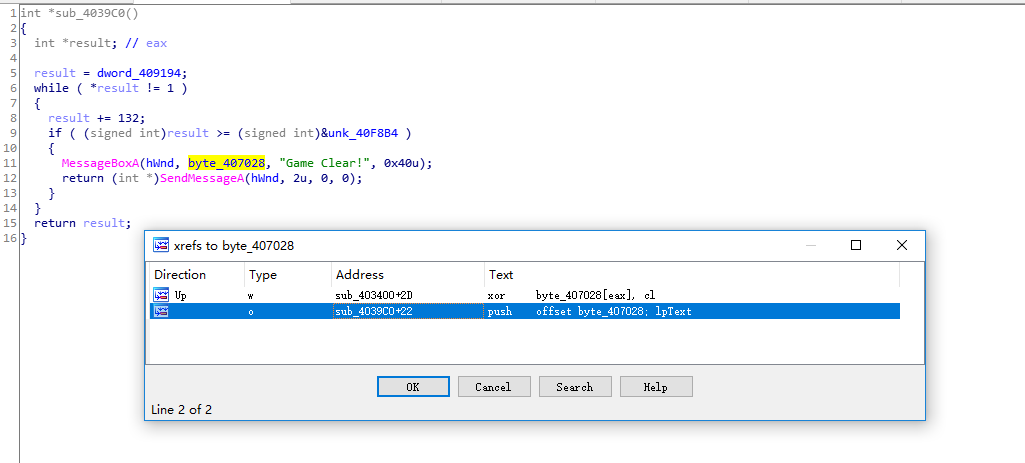 1 int *sub_4039C0()
2 {
3 int *result; // eax
4
5 result = dword_409194;
6 while ( *result != 1 )
7 {
8 result += 132;
9 if ( (signed int)result >= (signed int)&unk_40F8B4 )
10 {
11 MessageBoxA(hWnd, byte_407028, "Game Clear!", 0x40u);
12 return (int *)SendMessageA(hWnd, 2u, 0, 0);
13 }
14 }
15 return result;
16 }
xrefs to byte_407028
Direction Type Address Text
Up w sub_403400+2D xor byte_407028[eax], cl
o sub_4039C0+22 push offset byte_407028; lpText
OK Cancel Search Help
Line 2 of 2